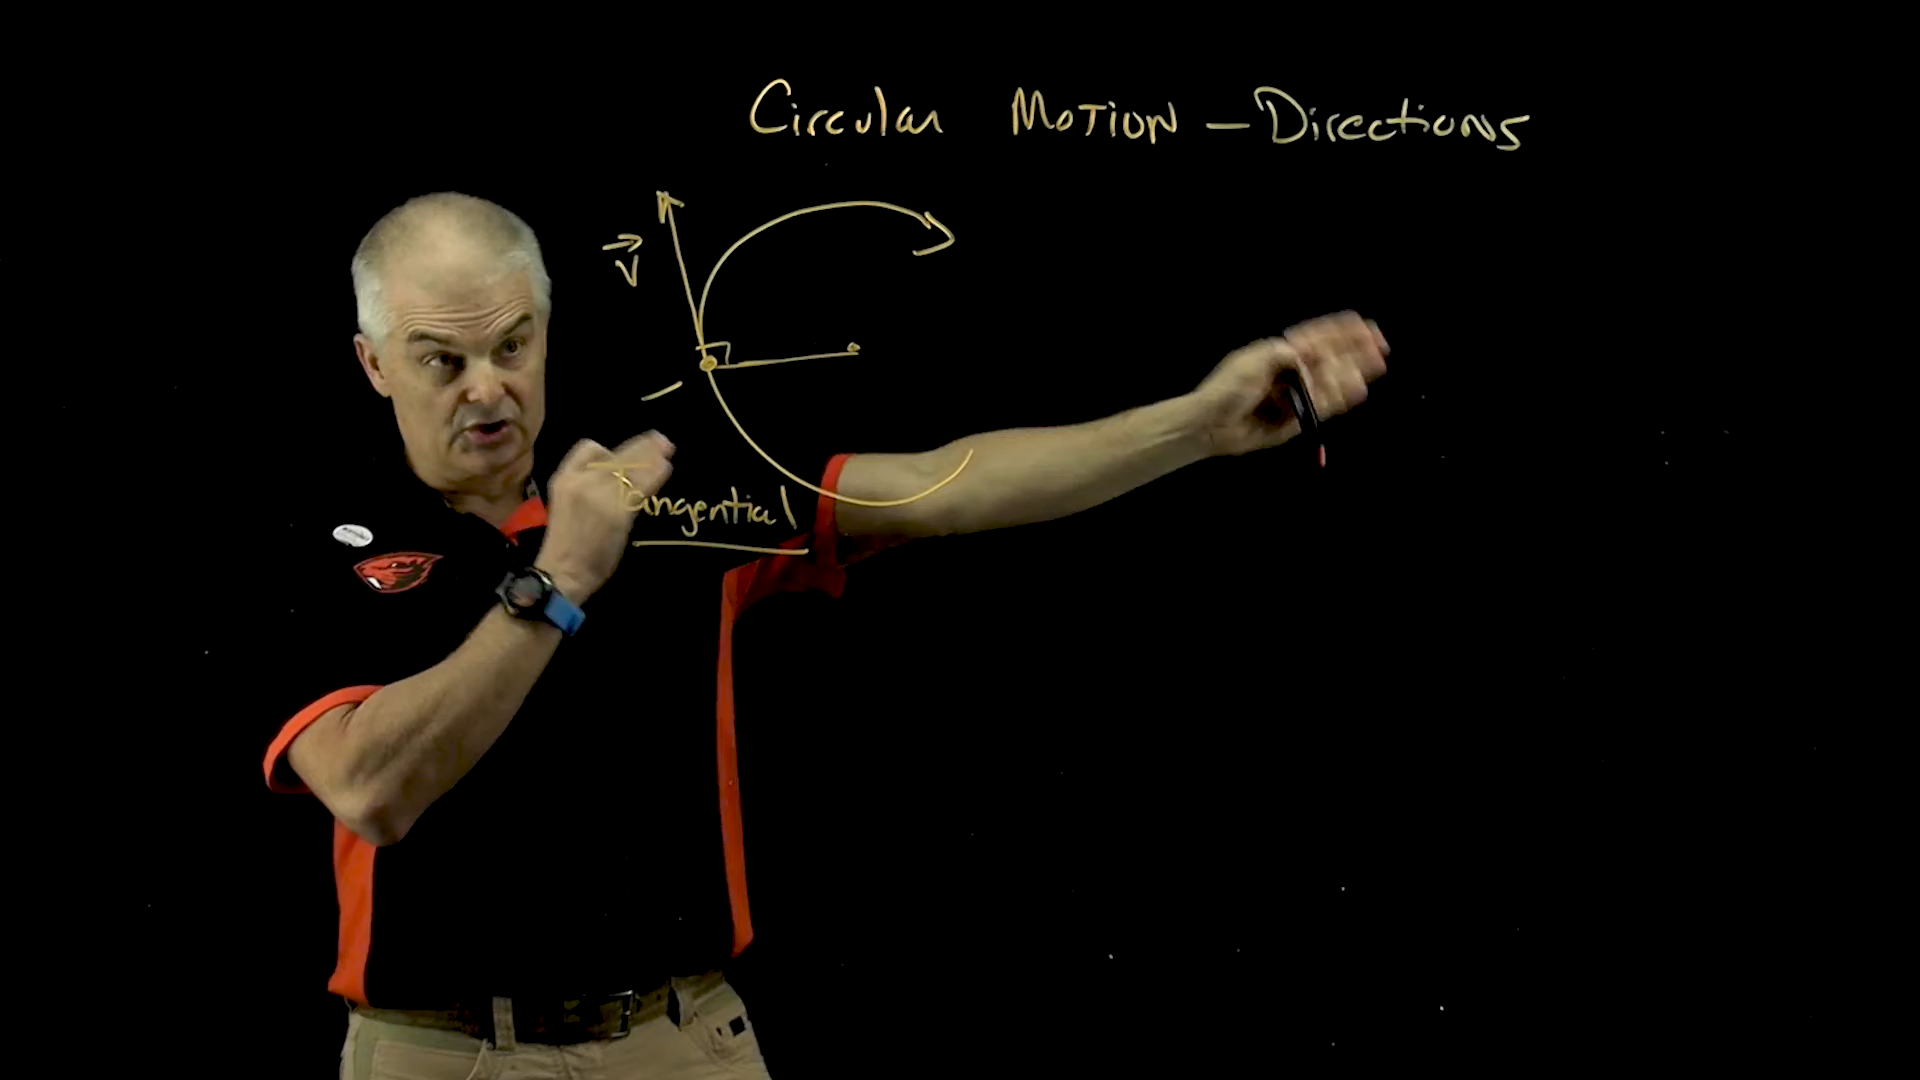 Circular Motion – Directions
v
Tangential